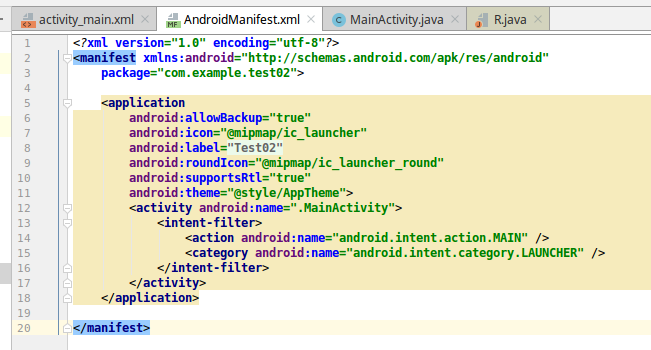 activity_main.xml AndroidManifest.xml MainActivity.java R.java
1 <?xml version="1.0" encoding="utf-8"?>
2 <manifest xmlns:android="http://schemas.android.com/apk/res/android"
3 package="com.example.test02">
4
5 <application
6 android:allowBackup="true"
7 android:icon="@mipmap/ic_launcher"
8 android:label="Test02"
9 android:roundIcon="@mipmap/ic_launcher_round"
10 android:supportsRtl="true"
11 android:theme="@style/AppTheme">
12 <activity android:name=".MainActivity">
13 <intent-filter>
14 <action android:name="android.intent.action.MAIN" />
15 <category android:name="android.intent.category.LAUNCHER" />
16 </intent-filter>
17 </activity>
18 </application>
19
20 </manifest>